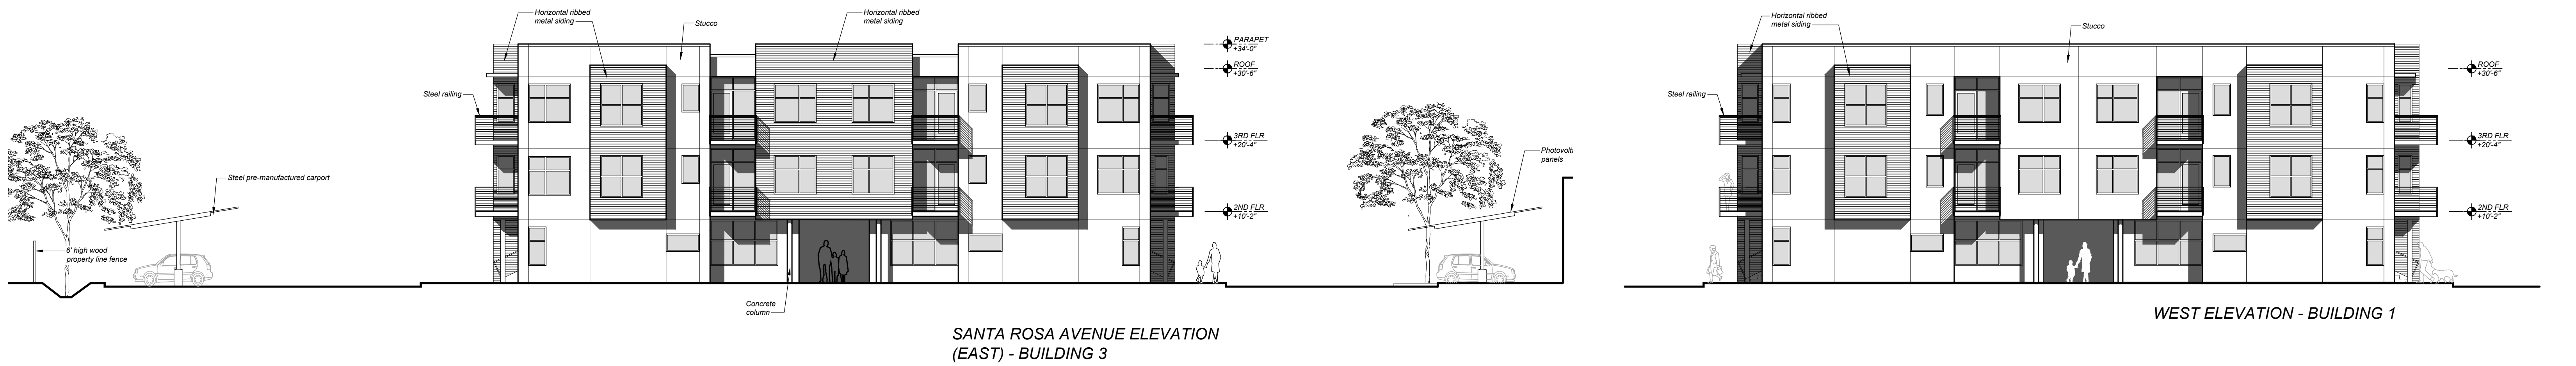 Horizontal ribbed
metal siding
Stucco
Horizontal ribbed
metal siding
PARAPET
+34'-0"
ROOF
+30'-6"
Steel railing
3RD FLR
+20'-4"
2ND FLR
+10'-2"
Steel pre-manufactured carport
6' high wood
property line fence
Concrete
column
Photovolt
panels
SANTA ROSA AVENUE ELEVATION
(EAST) - BUILDING 3
Horizontal ribbed
metal siding
Stucco
ROOF
+30'-6"
Steel railing
3RD FLR
+20'-4"
2ND FLR
+10'-2"
WEST ELEVATION - BUILDING 1